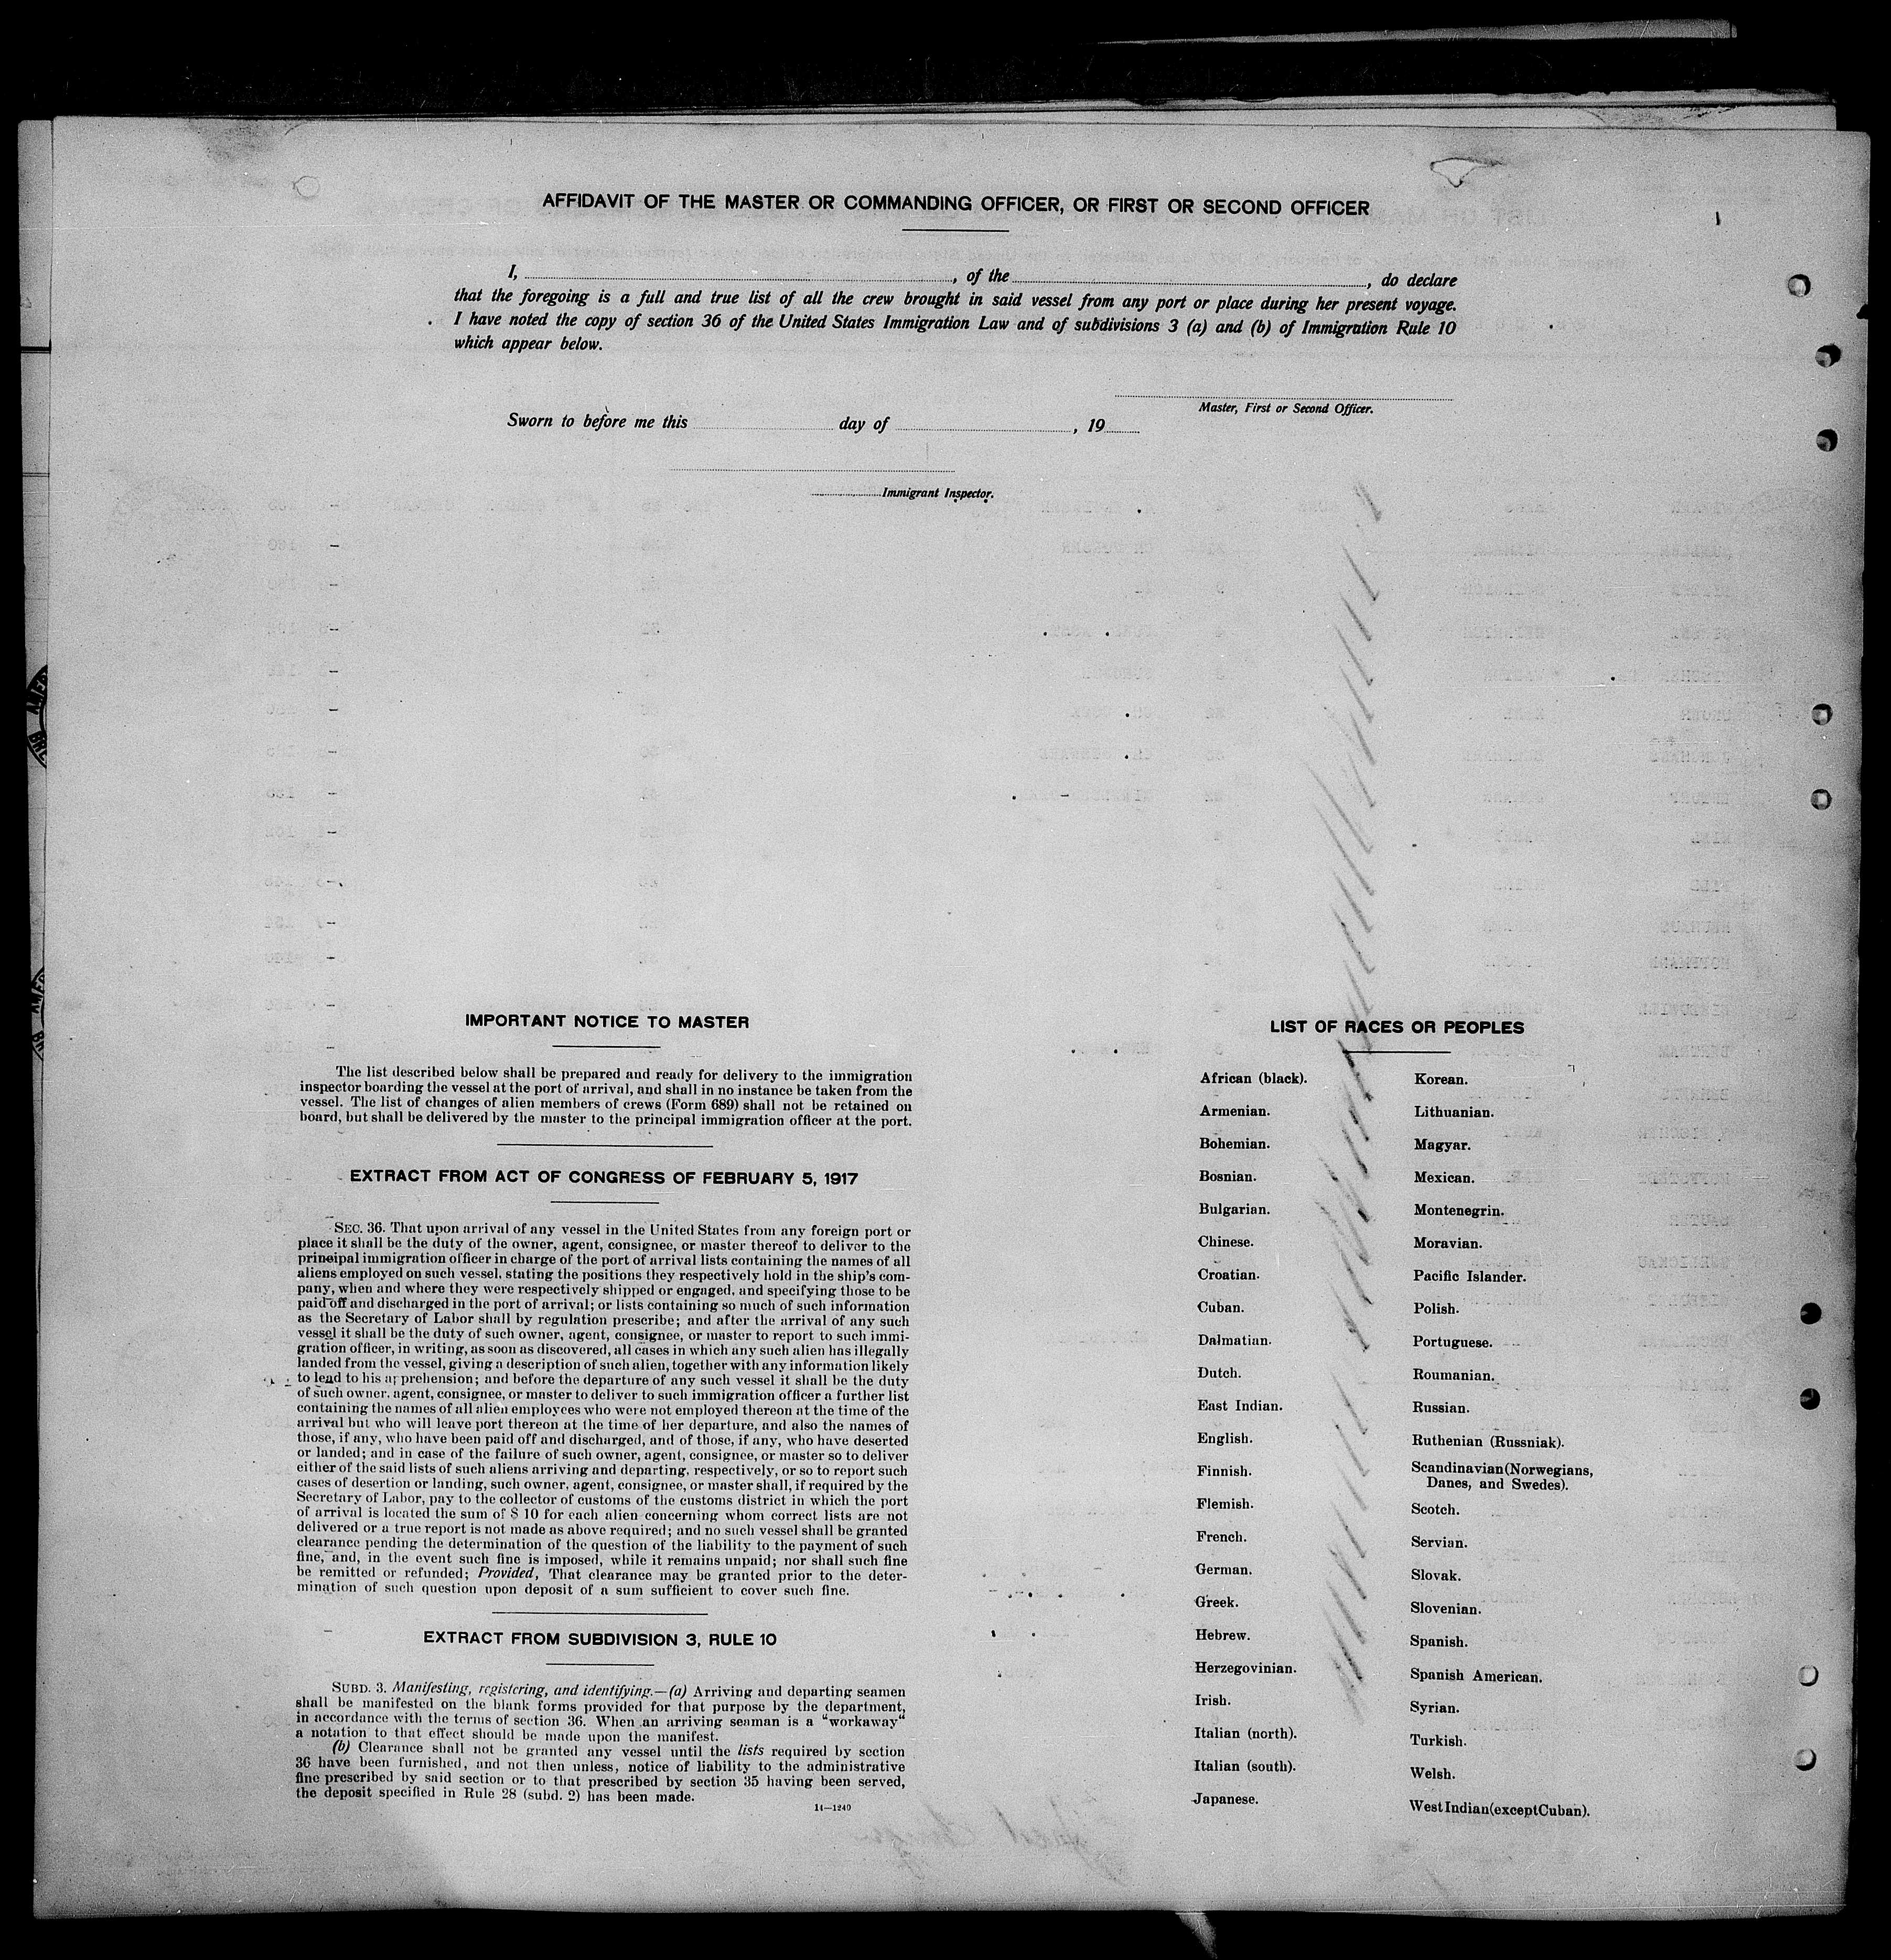 AFFIDAVIT OF THE MASTER OR COMMANDING OFFICER, OR FIRST OR SECOND OFFICER
I, , of the , do declare
that the foregoing is a full and true list of all the crew brought in said vessel from any port or place during her present voyage.
I have noted the copy of section 36 of the United States Immigration Law and of subdivisions 3 (a) and (b) of Immigration Rule 10
which appear below.
Master, First or Second Officer.
Sworn to before me this day of , 19
Immigrant Inspector.
IMPORTANT NOTICE TO MASTER
The list described below shall be prepared and ready for delivery to the immigration
inspector boarding the vessel at the port of arrival, and shall in no instance be taken from the
vessel. The list of changes of alien members of crews (Form 689) shall not be retained on
board, but shall be delivered by the master to the principal immigration officer at the port.
EXTRACT FROM ACT OF CONGRESS OF FEBRUARY 5, 1917
SEC. 36. That upon arrival of any vessel in the United States from any foreign port or
place it shall be the duty of the owner, agent, consignee, or master thereof to deliver to the
principal immigration officer in charge of the port of arrival lists containing the names of all
aliens employed on such vessel, stating the positions they respectively hold in the ship's com-
pany, when and where they were respectively shipped or engaged, and specifying those to be
paid off and discharged in the port of arrival; or lists containing so much of such information
as the Secretary of Labor shall by regulation prescribe; and after the arrival of any such
vessel it shall be the duty of such owner, agent, consignee, or master to report to such immi-
gration officer, in writing, as soon as discovered, all cases in which any such alien has illegally
landed from the vessel, giving a description of such alien, together with any information likely
to lead to his apprehension; and before the departure of any such vessel it shall be the duty
of such owner, agent, consignee, or master to deliver to such immigration officer a further list
containing the names of all alien employees who were not employed thereon at the time of the
arrival but who will leave port thereon at the time of her departure, and also the names of
those, if any, who have been paid off and discharged, and of those, if any, who have deserted
or landed; and in case of the failure of such owner, agent, consignee, or master so to deliver
either of the said lists of such aliens arriving and departing, respectively, or so to report such
cases of desertion or landing, such owner, agent, consignee, or master shall, if required by the
Secretary of Labor, pay to the collector of customs of the customs district in which the port
of arrival is located the sum of $ 10 for each alien concerning whom correct lists are not
delivered or a true report is not made as above required; and no such vessel shall be granted
clearance pending the determination of the question of the liability to the payment of such
fine, and, in the event such fine is imposed, while it remains unpaid; nor shall such fine
be remitted or refunded; Provided, That clearance may be granted prior to the deter-
mination of such question upon deposit of a sum sufficient to cover such fine.
EXTRACT FROM SUBDIVISION 3, RULE 10
SUBD. 3. Manifesting, registering, and identifying.—(a) Arriving and departing seamen
shall be manifested on the blank forms provided for that purpose by the department,
in accordance with the terms of section 36. When an arriving seaman is a "workaway"
a notation to that effect should be made upon the manifest.
(b) Clearance shall not be granted any vessel until the lists required by section
36 have been furnished, and not then unless, notice of liability to the administrative
fine prescribed by said section or to that prescribed by section 35 having been served,
the deposit specified in Rule 28 (subd. 2) has been made.
14—1240
LIST OF RACES OR PEOPLES
African (black).
Armenian.
Bohemian.
Bosnian.
Bulgarian.
Chinese.
Croatian.
Cuban.
Dalmatian.
Dutch.
East Indian.
English.
Finnish.
Flemish.
French.
German.
Greek.
Hebrew.
Herzegovinian.
Irish.
Italian (north).
Italian (south).
Japanese.
Korean.
Lithuanian.
Magyar.
Mexican.
Montenegrin.
Moravian.
Pacific Islander.
Polish.
Portuguese.
Roumanian.
Russian.
Ruthenian (Russniak).
Scandinavian (Norwegians,
Danes, and Swedes).
Scotch.
Servian.
Slovak.
Slovenian.
Spanish.
Spanish American.
Syrian.
Turkish.
Welsh.
West Indian (except Cuban).